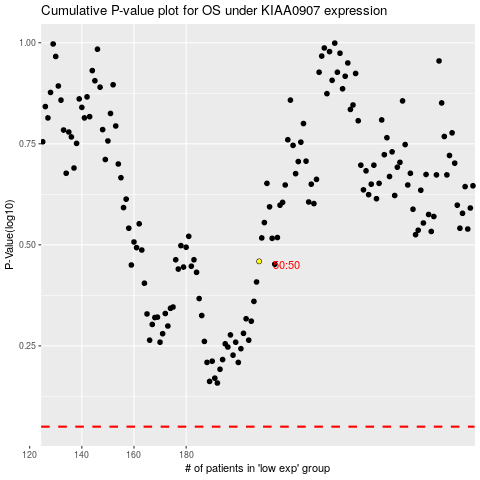 Cumulative P-value plot for OS under KIAA0907 expression
P-Value(log10)
1.00
0.75
0.50
0.25
50:50
120 140 160 180
# of patients in 'low exp' group